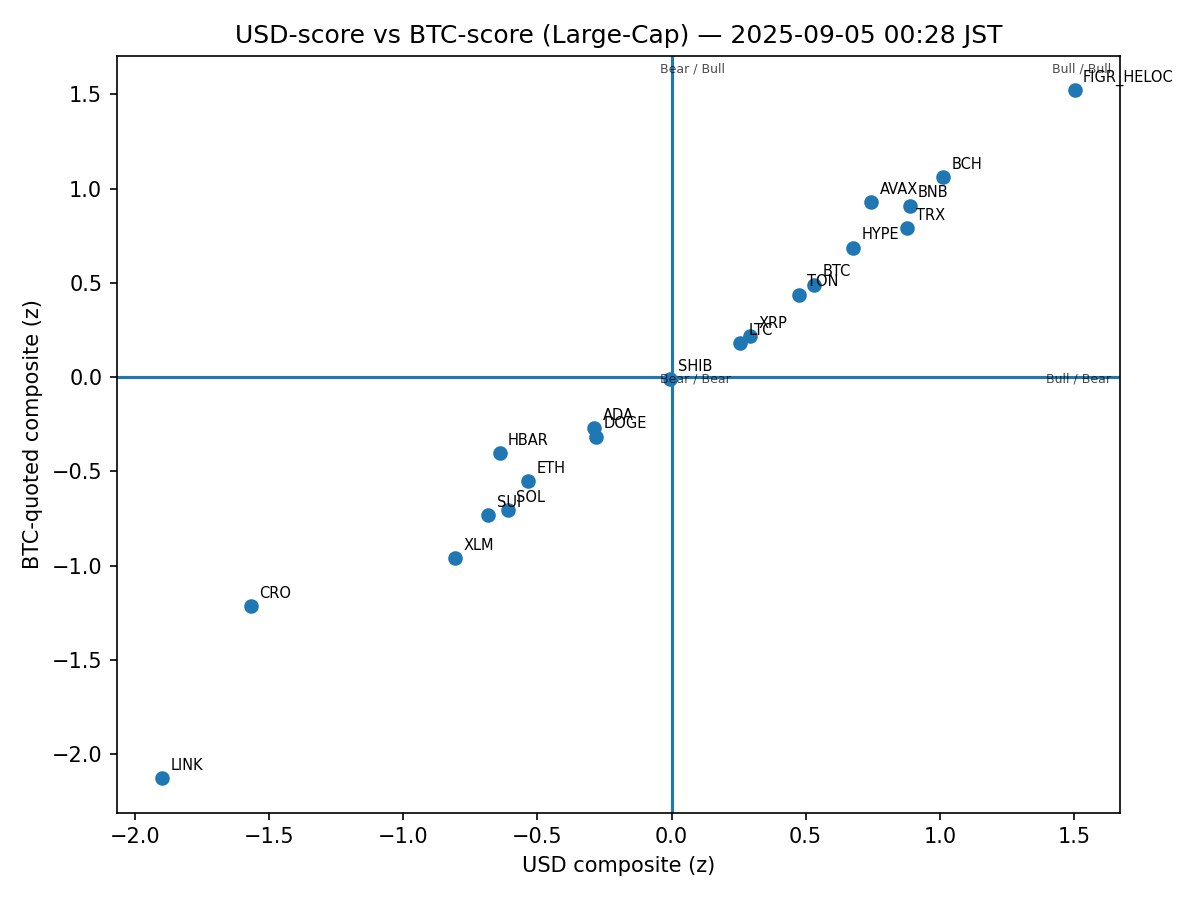 USD-score vs BTC-score (Large-Cap) — 2025-09-05 00:28 JST
Bear / Bull
Bull / Bull
FIGR_HELOC
BCH
AVAX
BNB
TRX
HYPE
BTC
TON
XRP
LTC
SHIB
Bear / Bear
Bull / Bear
ADA
DOGE
HBAR
ETH
SOL
SUI
XLM
CRO
LINK
1.5
1.0
0.5
0.0
−0.5
−1.0
−1.5
−2.0
BTC-quoted composite (z)
−2.0 −1.5 −1.0 −0.5 0.0 0.5 1.0 1.5
USD composite (z)